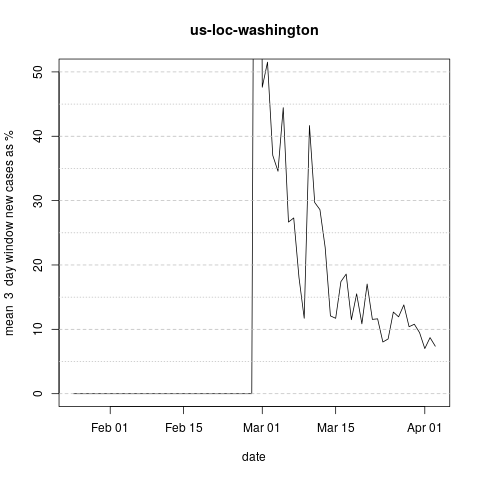 us-loc-washington
mean 3 day window new cases as %
50
40
30
20
10
0
Feb 01 Feb 15 Mar 01 Mar 15 Apr 01
date